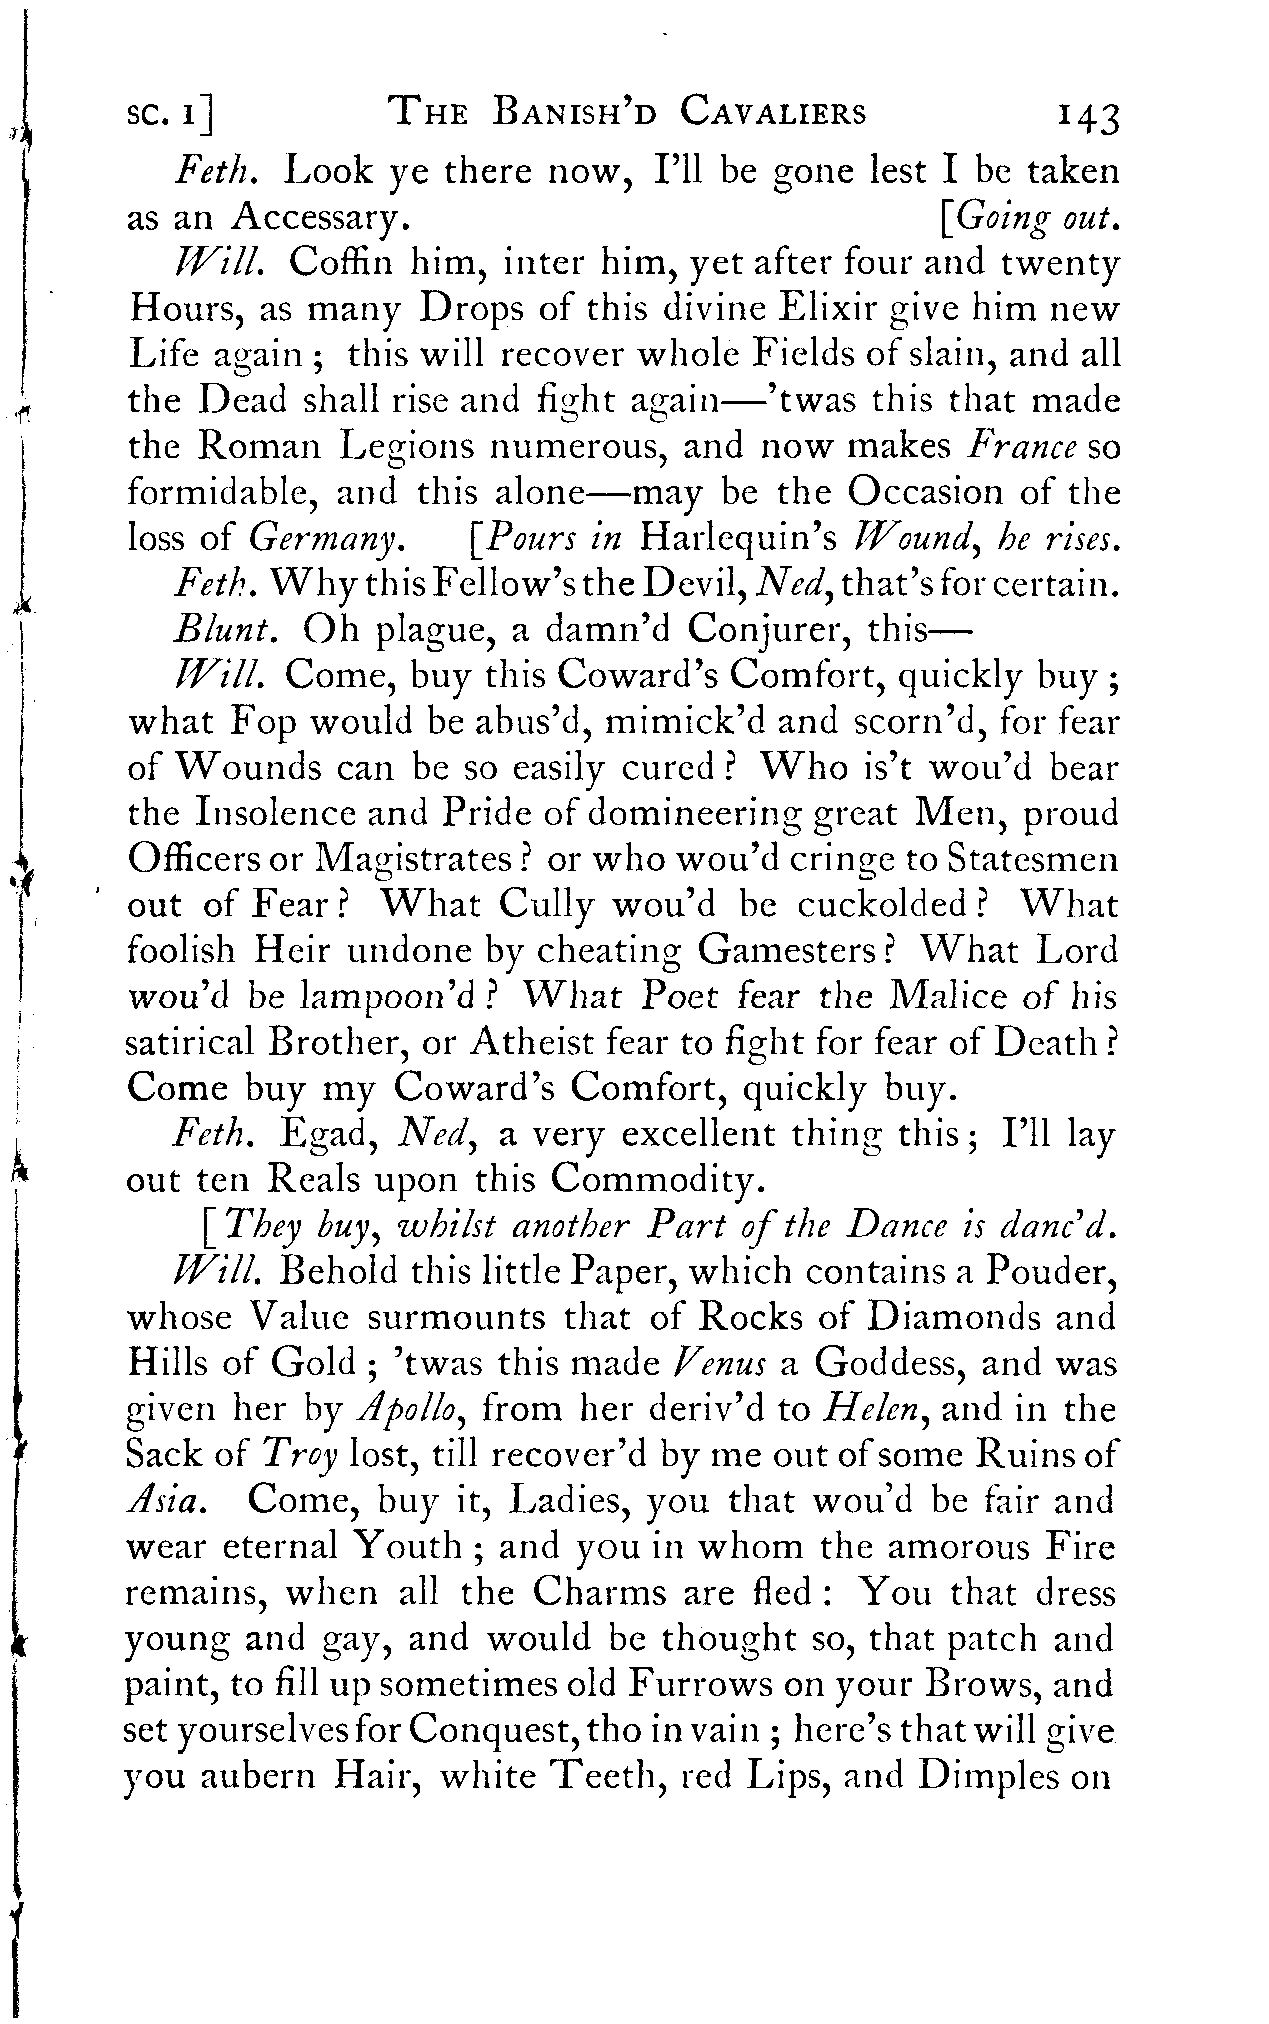 SC. I] THE BANISH'D CAVALIERS 143
Feth. Look ye there now, I'll be gone lest I be taken
as an Accessary. [Going out.
Will. Coffin him, inter him, yet after four and twenty
Hours, as many Drops of this divine Elixir give him new
Life again ; this will recover whole Fields of slain, and all
the Dead shall rise and fight again—'twas this that made
the Roman Legions numerous, and now makes France so
formidable, and this alone—may be the Occasion of the
loss of Germany. [Pours in Harlequin's Wound, he rises.
Feth. Why this Fellow's the Devil, Ned, that's for certain.
Blunt. Oh plague, a damn'd Conjurer, this—
Will. Come, buy this Coward's Comfort, quickly buy ;
what Fop would be abus'd, mimick'd and scorn'd, for fear
of Wounds can be so easily cured ? Who is't wou'd bear
the Insolence and Pride of domineering great Men, proud
Officers or Magistrates ? or who wou'd cringe to Statesmen
out of Fear ? What Cully wou'd be cuckolded ? What
foolish Heir undone by cheating Gamesters ? What Lord
wou'd be lampoon'd ? What Poet fear the Malice of his
satirical Brother, or Atheist fear to fight for fear of Death ?
Come buy my Coward's Comfort, quickly buy.
Feth. Egad, Ned, a very excellent thing this ; I'll lay
out ten Reals upon this Commodity.
[They buy, whilst another Part of the Dance is danc'd.
Will. Behold this little Paper, which contains a Pouder,
whose Value surmounts that of Rocks of Diamonds and
Hills of Gold ; 'twas this made Venus a Goddess, and was
given her by Apollo, from her deriv'd to Helen, and in the
Sack of Troy lost, till recover'd by me out of some Ruins of
Asia. Come, buy it, Ladies, you that wou'd be fair and
wear eternal Youth ; and you in whom the amorous Fire
remains, when all the Charms are fled : You that dress
young and gay, and would be thought so, that patch and
paint, to fill up sometimes old Furrows on your Brows, and
set yourselves for Conquest, tho in vain ; here's that will give
you aubern Hair, white Teeth, red Lips, and Dimples on